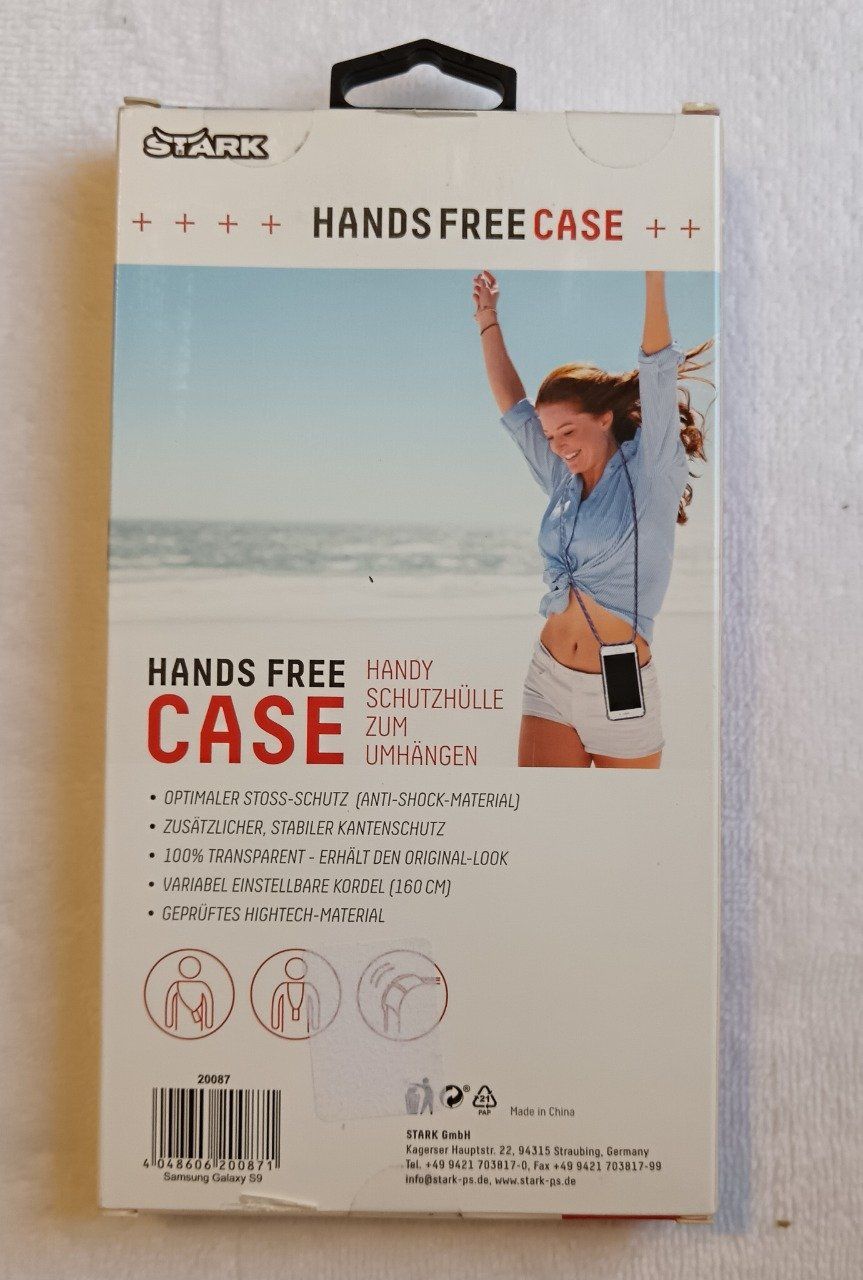 STARK
++++ HANDS FREE CASE ++
HANDS FREE
CASE
HANDY
SCHUTZHÜLLE
ZUM
UMHÄNGEN
• OPTIMALER STOSS-SCHUTZ (ANTI-SHOCK-MATERIAL)
• ZUSÄTZLICHER, STABILER KANTENSCHUTZ
• 100% TRANSPARENT - ERHÄLT DEN ORIGINAL-LOOK
• VARIABEL EINSTELLBARE KORDEL (160 CM)
• GEPRÜFTES HIGHTECH-MATERIAL
20087
4 048606 200871
Samsung Galaxy S9
®
21
PAP
Made in China
STARK GmbH
Kagerser Hauptstr. 22, 94315 Straubing, Germany
Tel. +49 9421 703817-0, Fax +49 9421 703817-99
info@stark-ps.de, www.stark-ps.de